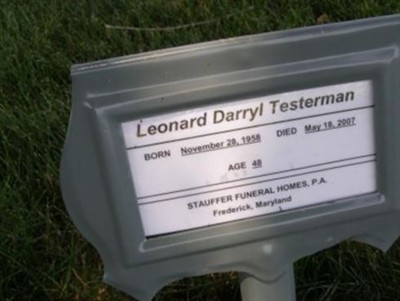 Leonard Darryl Testerman
BORN November 28, 1958 DIED May 18, 2007
AGE 48
STAUFFER FUNERAL HOMES, P.A.
Frederick, Maryland